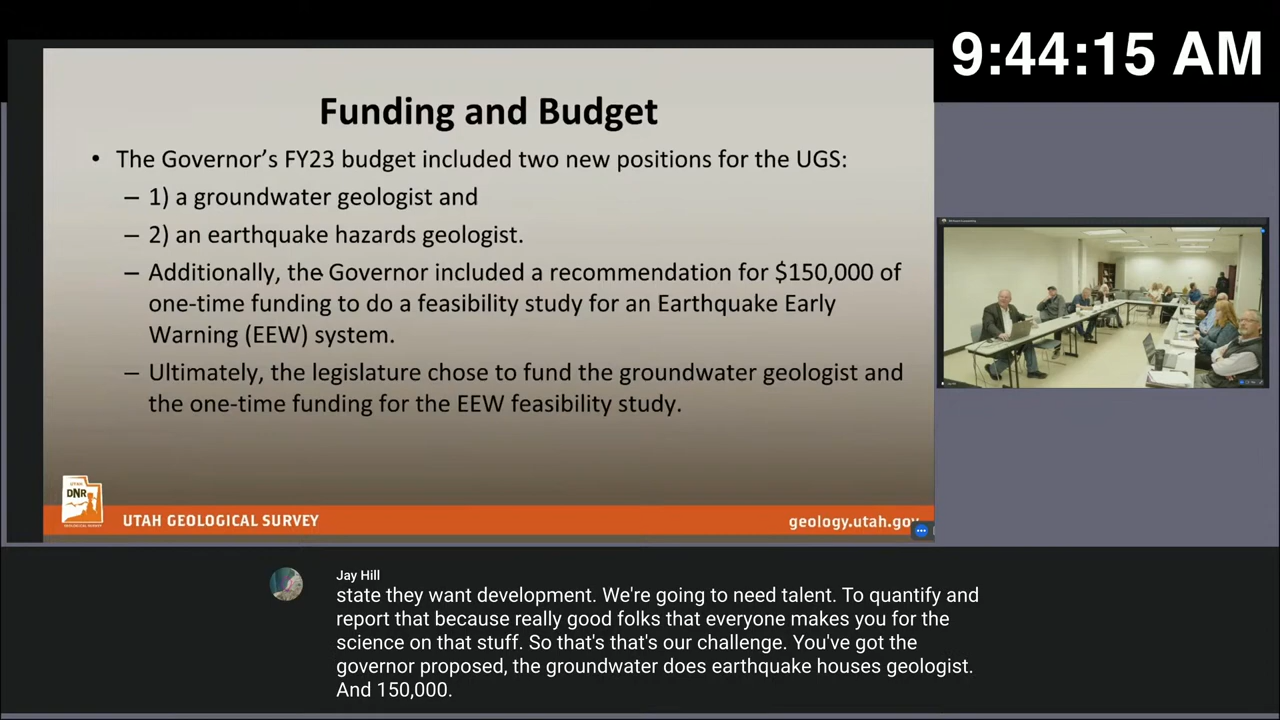 9:44:15 AM
Funding and Budget
• The Governor's FY23 budget included two new positions for the UGS:
– 1) a groundwater geologist and
– 2) an earthquake hazards geologist.
– Additionally, the Governor included a recommendation for $150,000 of
one-time funding to do a feasibility study for an Earthquake Early
Warning (EEW) system.
– Ultimately, the legislature chose to fund the groundwater geologist and
the one-time funding for the EEW feasibility study.
UTAH
DNR
UTAH GEOLOGICAL SURVEY
geology.utah.gov
Jay Hill
state they want development. We're going to need talent. To quantify and
report that because really good folks that everyone makes you for the
science on that stuff. So that's that's our challenge. You've got the
governor proposed, the groundwater does earthquake houses geologist.
And 150,000.